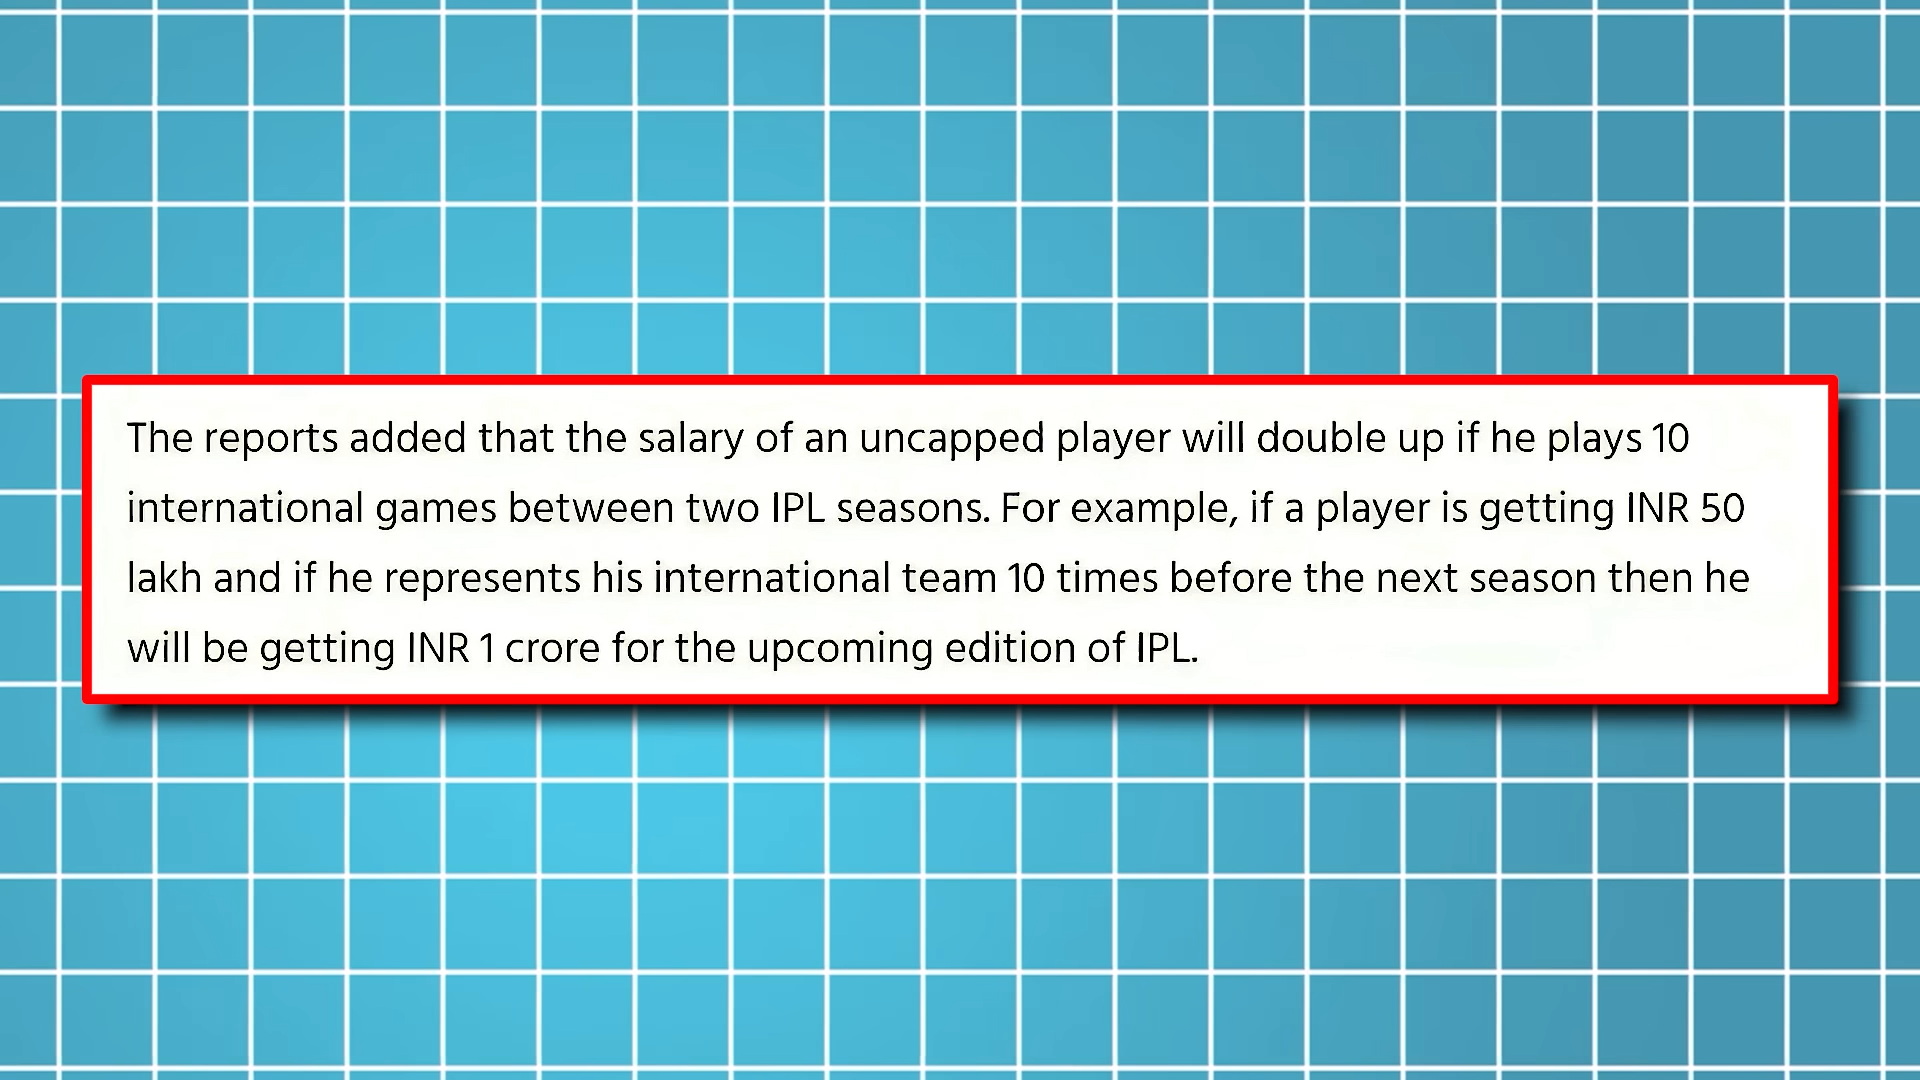 The reports added that the salary of an uncapped player will double up if he plays 10
international games between two IPL seasons. For example, if a player is getting INR 50
lakh and if he represents his international team 10 times before the next season then he
will be getting INR 1 crore for the upcoming edition of IPL.